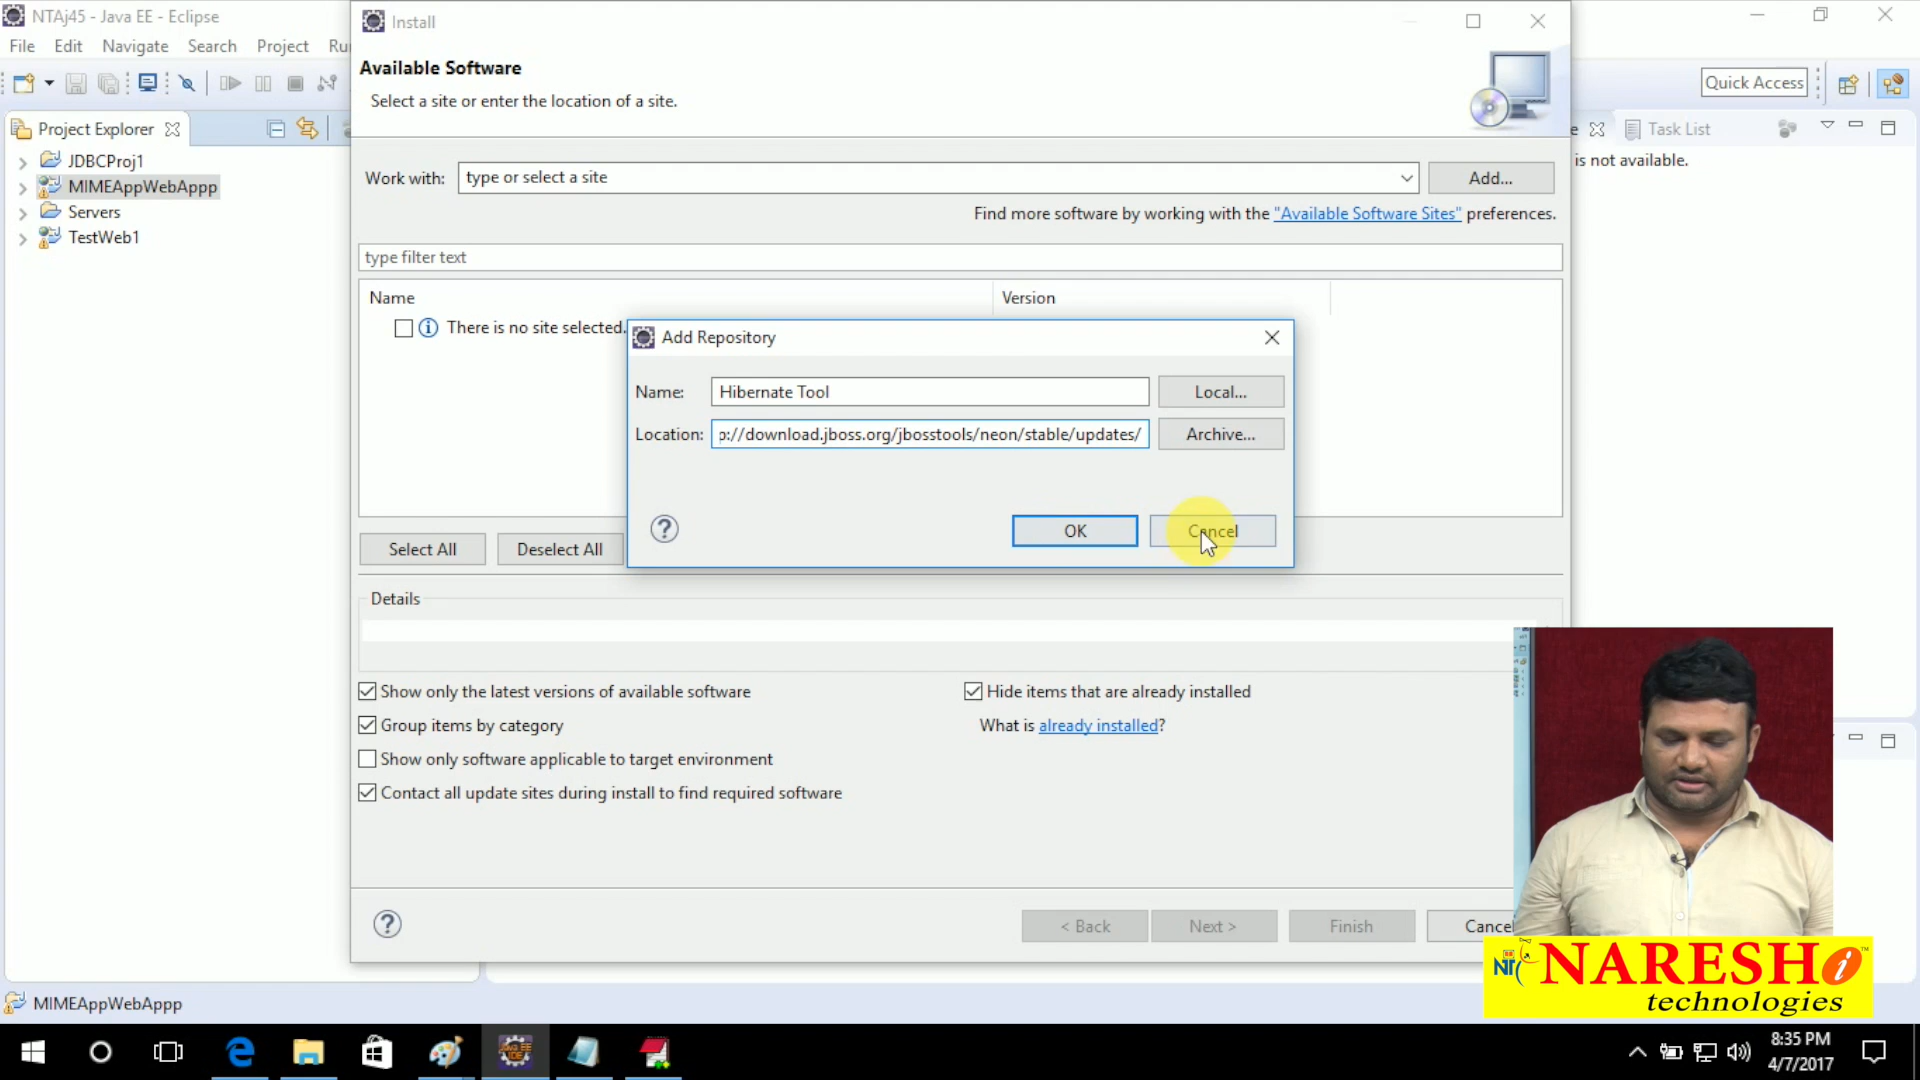 NTAj45 - Java EE - Eclipse
File Edit Navigate Search Project Ru
Quick Access
Project Explorer
JDBCProj1
MIMEAppWebAppp
Servers
TestWeb1
Install
Available Software
Select a site or enter the location of a site.
Work with: type or select a site Add...
Find more software by working with the "Available Software Sites" preferences.
type filter text
Name Version
There is no site selected.
Add Repository
Name: Hibernate Tool Local...
Location: p://download.jboss.org/jbosstools/neon/stable/updates/ Archive...
OK Cancel
Select All Deselect All
Details
Show only the latest versions of available software
Hide items that are already installed
Group items by category
What is already installed?
Show only software applicable to target environment
Contact all update sites during install to find required software
< Back Next > Finish Cancel
e Task List
is not available.
MIMEAppWebAppp
NT NARESH i ™
technologies
Java EE
IDE
8:35 PM
4/7/2017